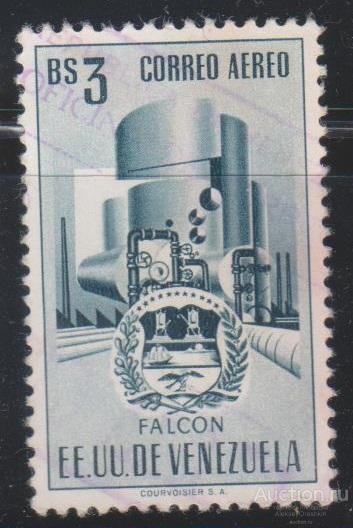 BS 3 CORREO AEREO
FALCON
EE.UU. DE VENEZUELA
COURVOISIER S. A.
Auction.ru